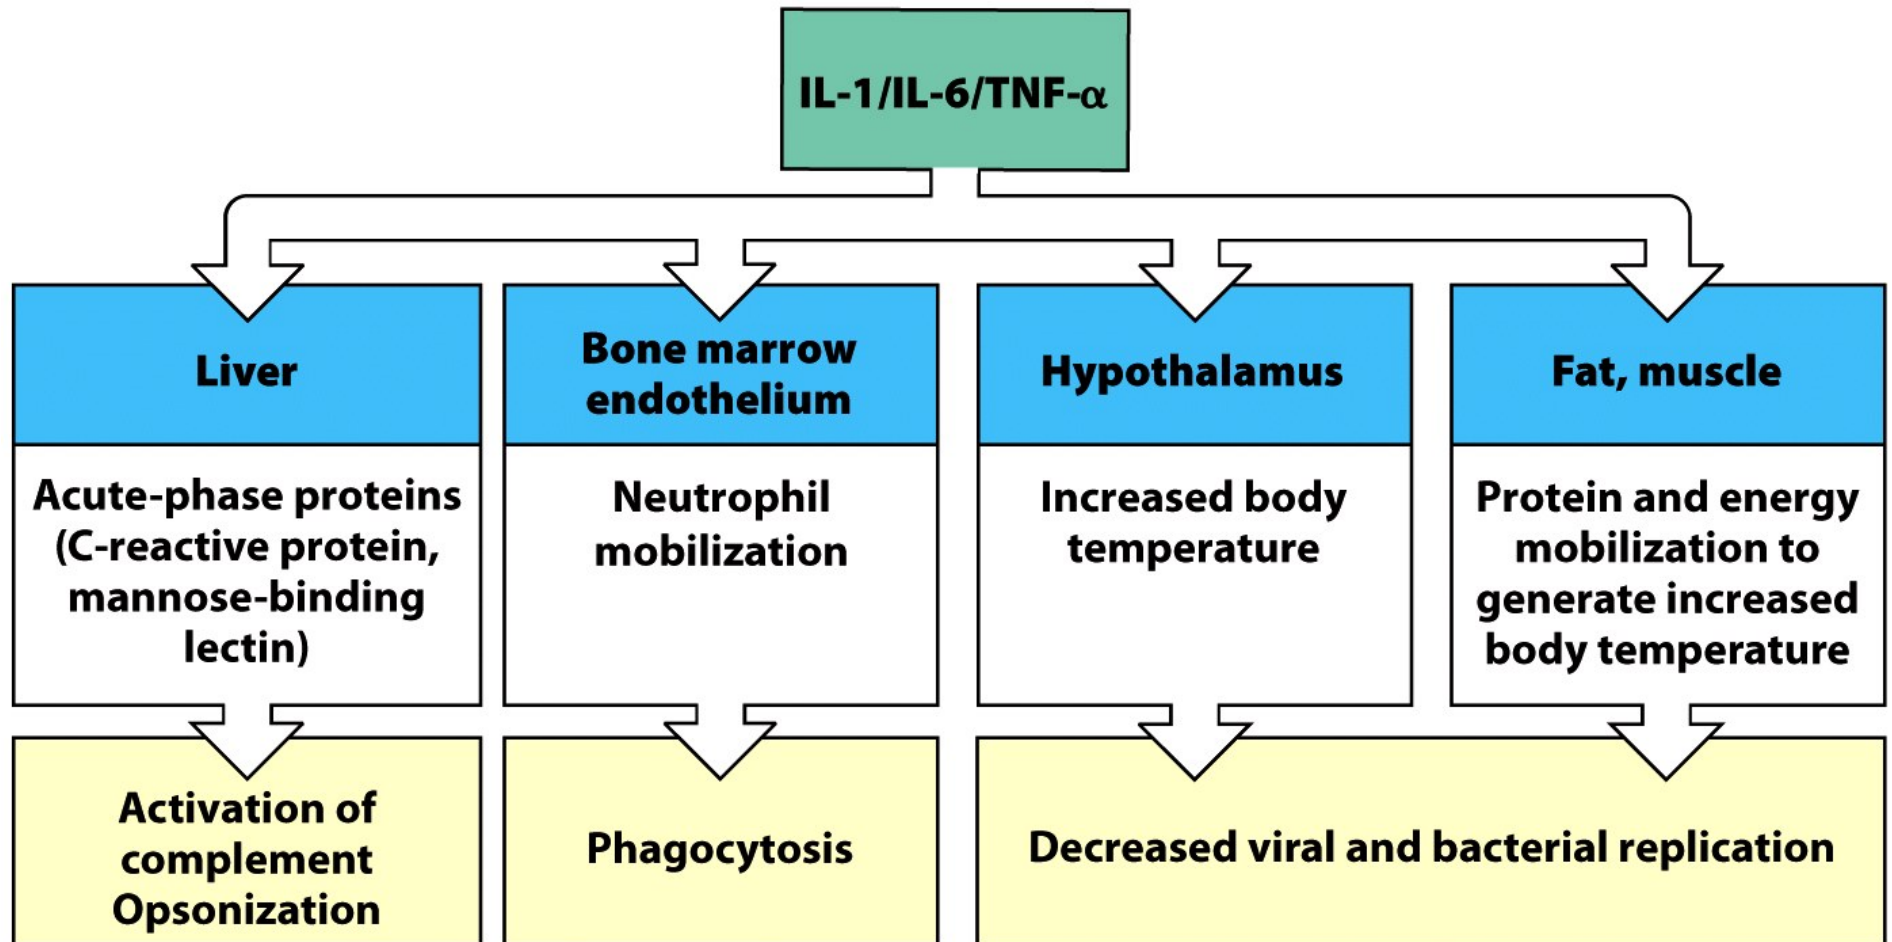 IL-1/IL-6/TNF-α
Liver
Bone marrow
endothelium
Hypothalamus
Fat, muscle
Acute-phase proteins
(C-reactive protein,
mannose-binding
lectin)
Neutrophil
mobilization
Increased body
temperature
Protein and energy
mobilization to
generate increased
body temperature
Activation of
complement
Opsonization
Phagocytosis
Decreased viral and bacterial replication